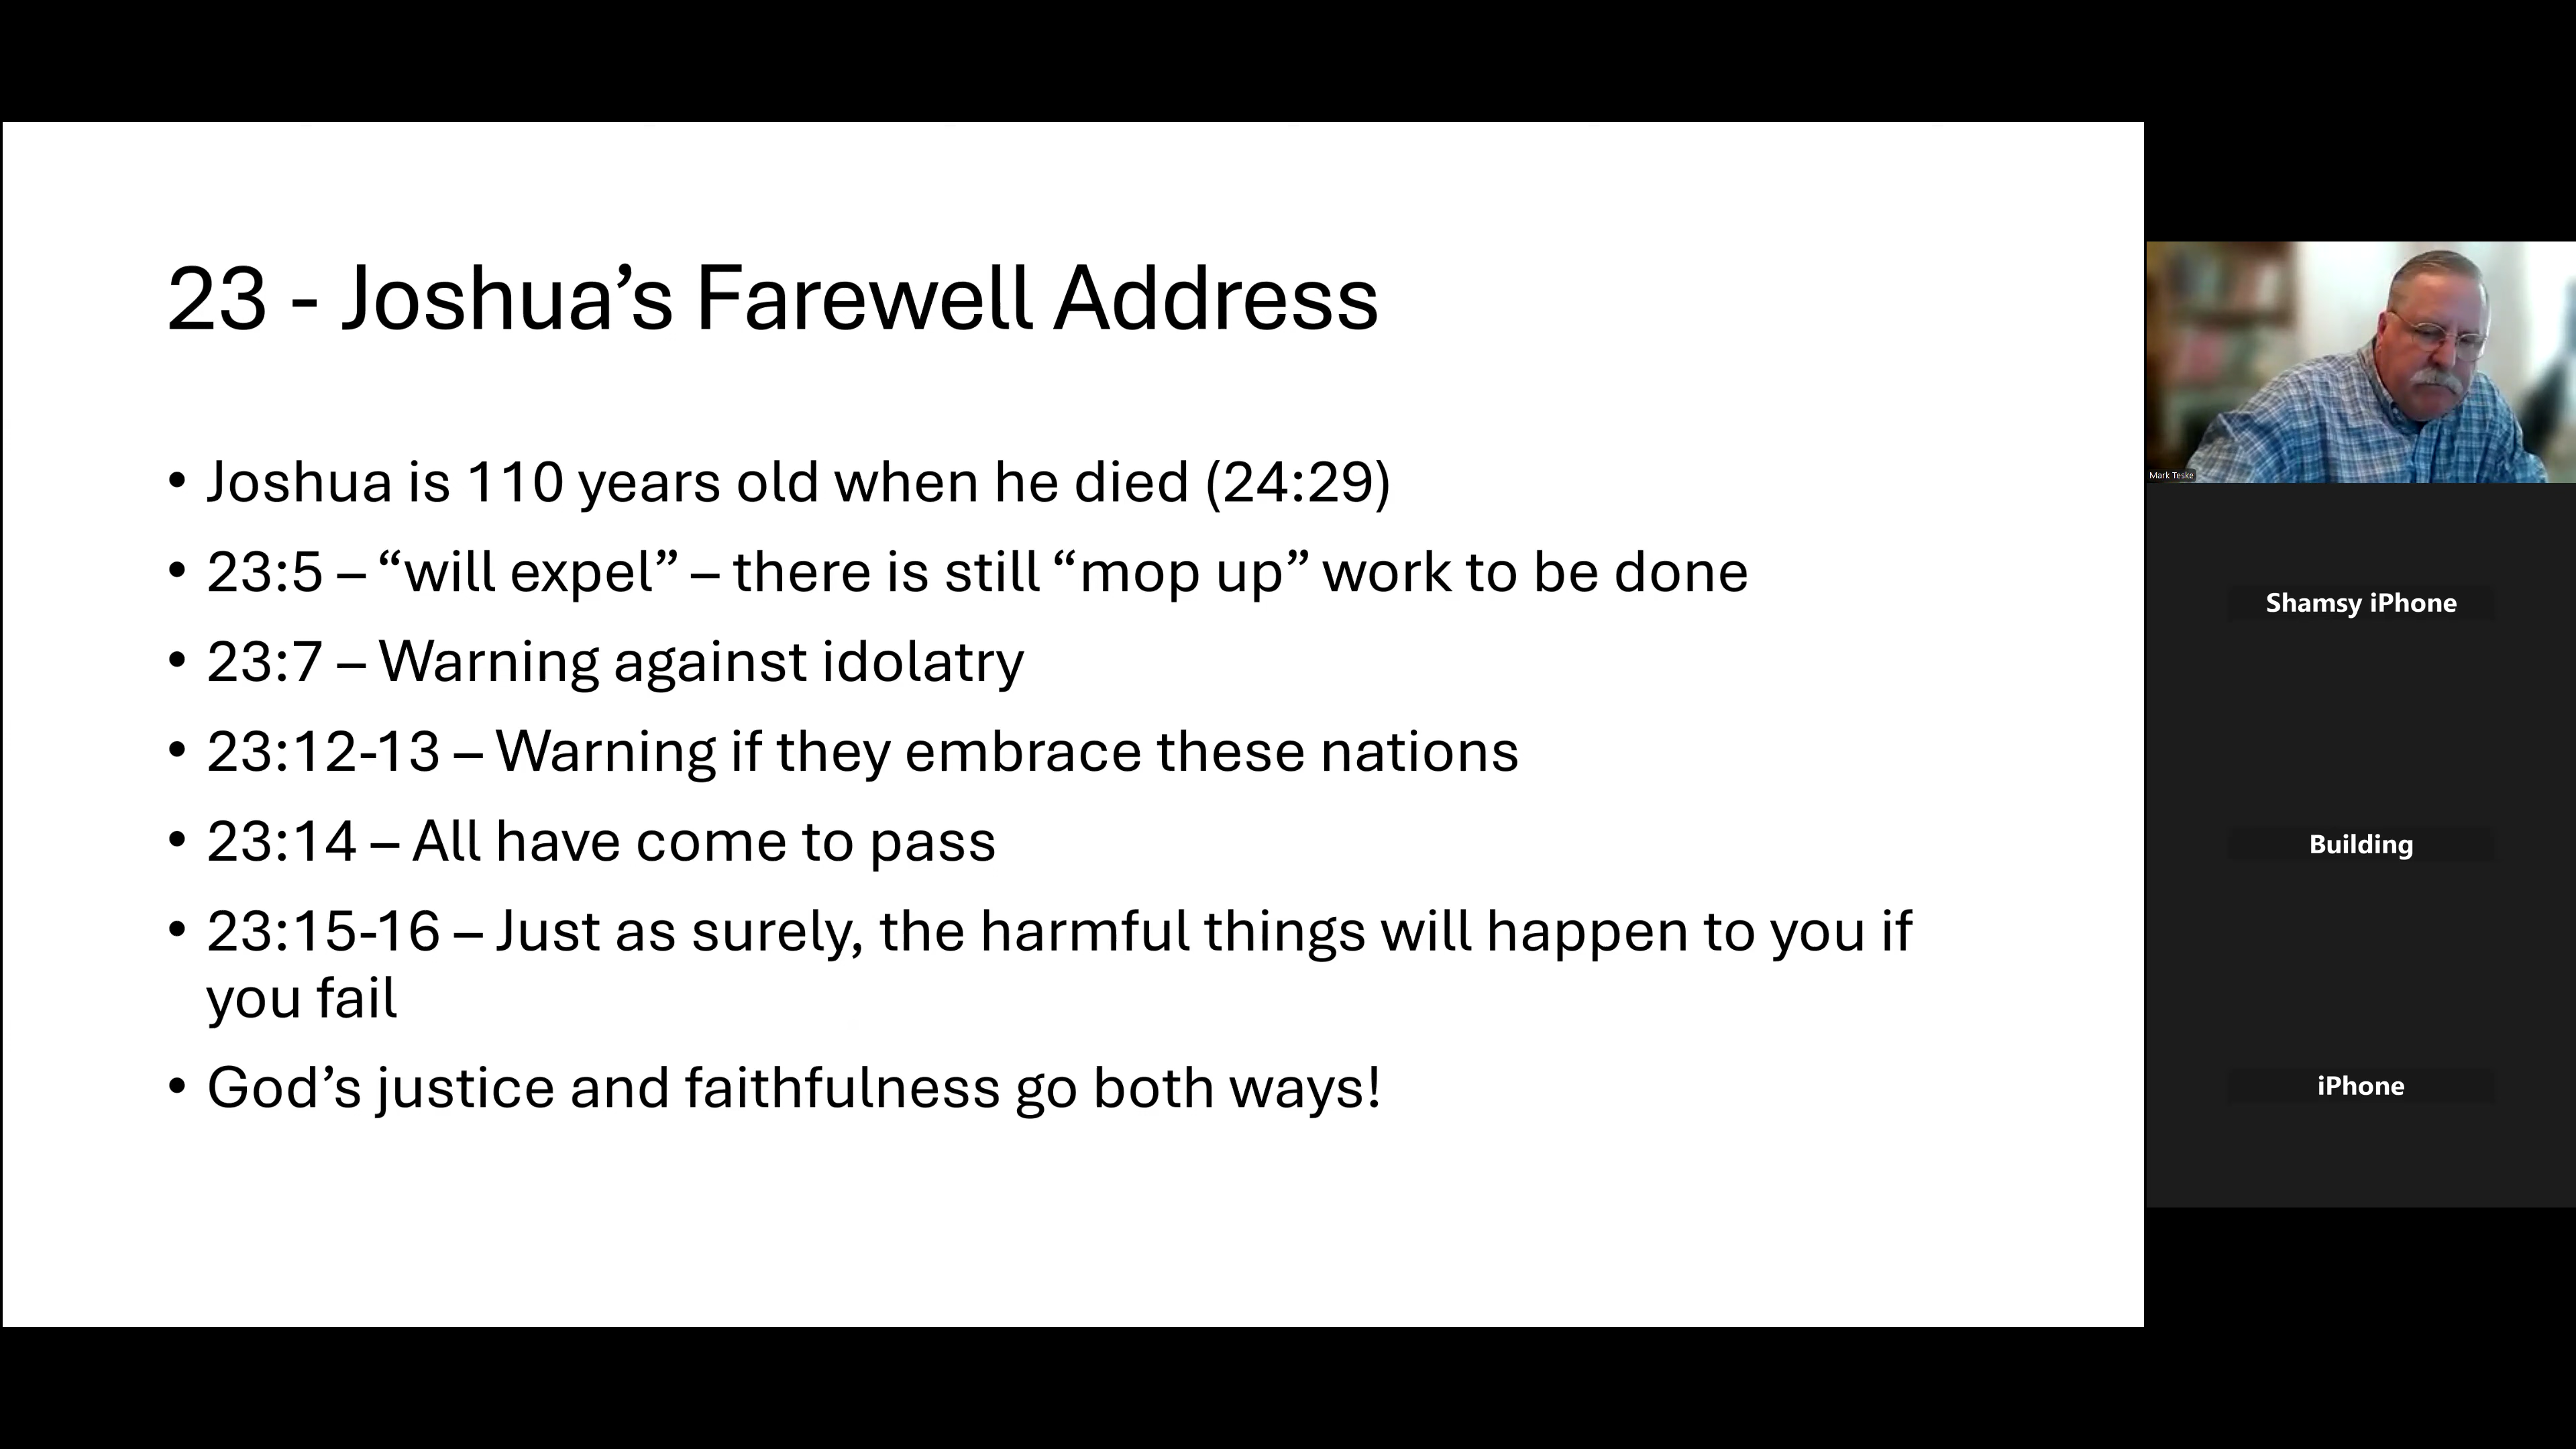 23 - Joshua’s Farewell Address
• Joshua is 110 years old when he died (24:29)
• 23:5 – “will expel” – there is still “mop up” work to be done
• 23:7 – Warning against idolatry
• 23:12-13 – Warning if they embrace these nations
• 23:14 – All have come to pass
• 23:15-16 – Just as surely, the harmful things will happen to you if
you fail
• God’s justice and faithfulness go both ways!
Mark Teske
Shamsy iPhone
Building
iPhone